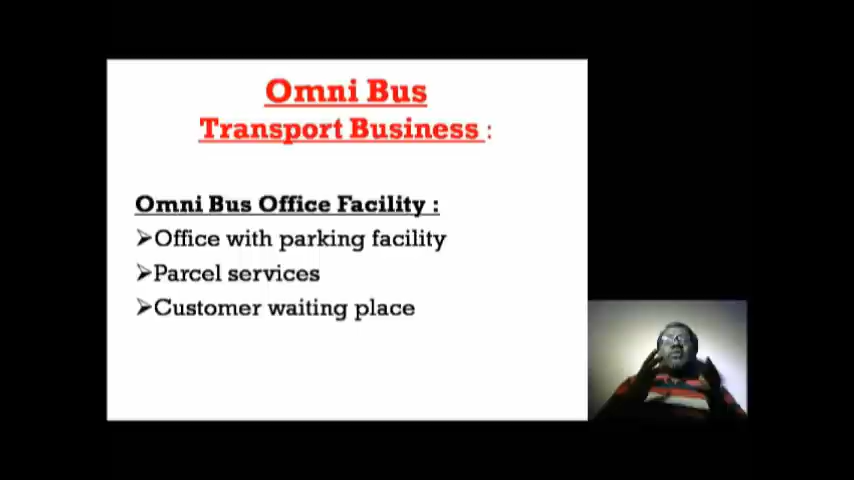 Omni Bus
Transport Business :
Omni Bus Office Facility :
➢Office with parking facility
➢Parcel services
➢Customer waiting place